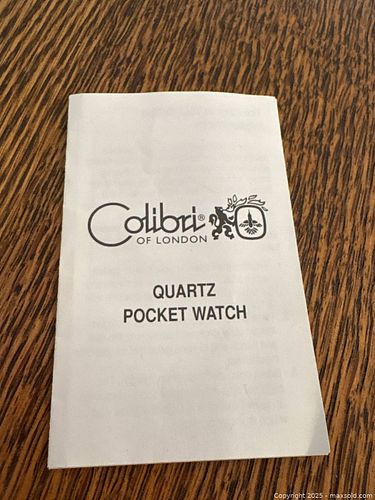 Colibri®
OF LONDON
QUARTZ
POCKET WATCH
Copyright 2025 - maxsold.com